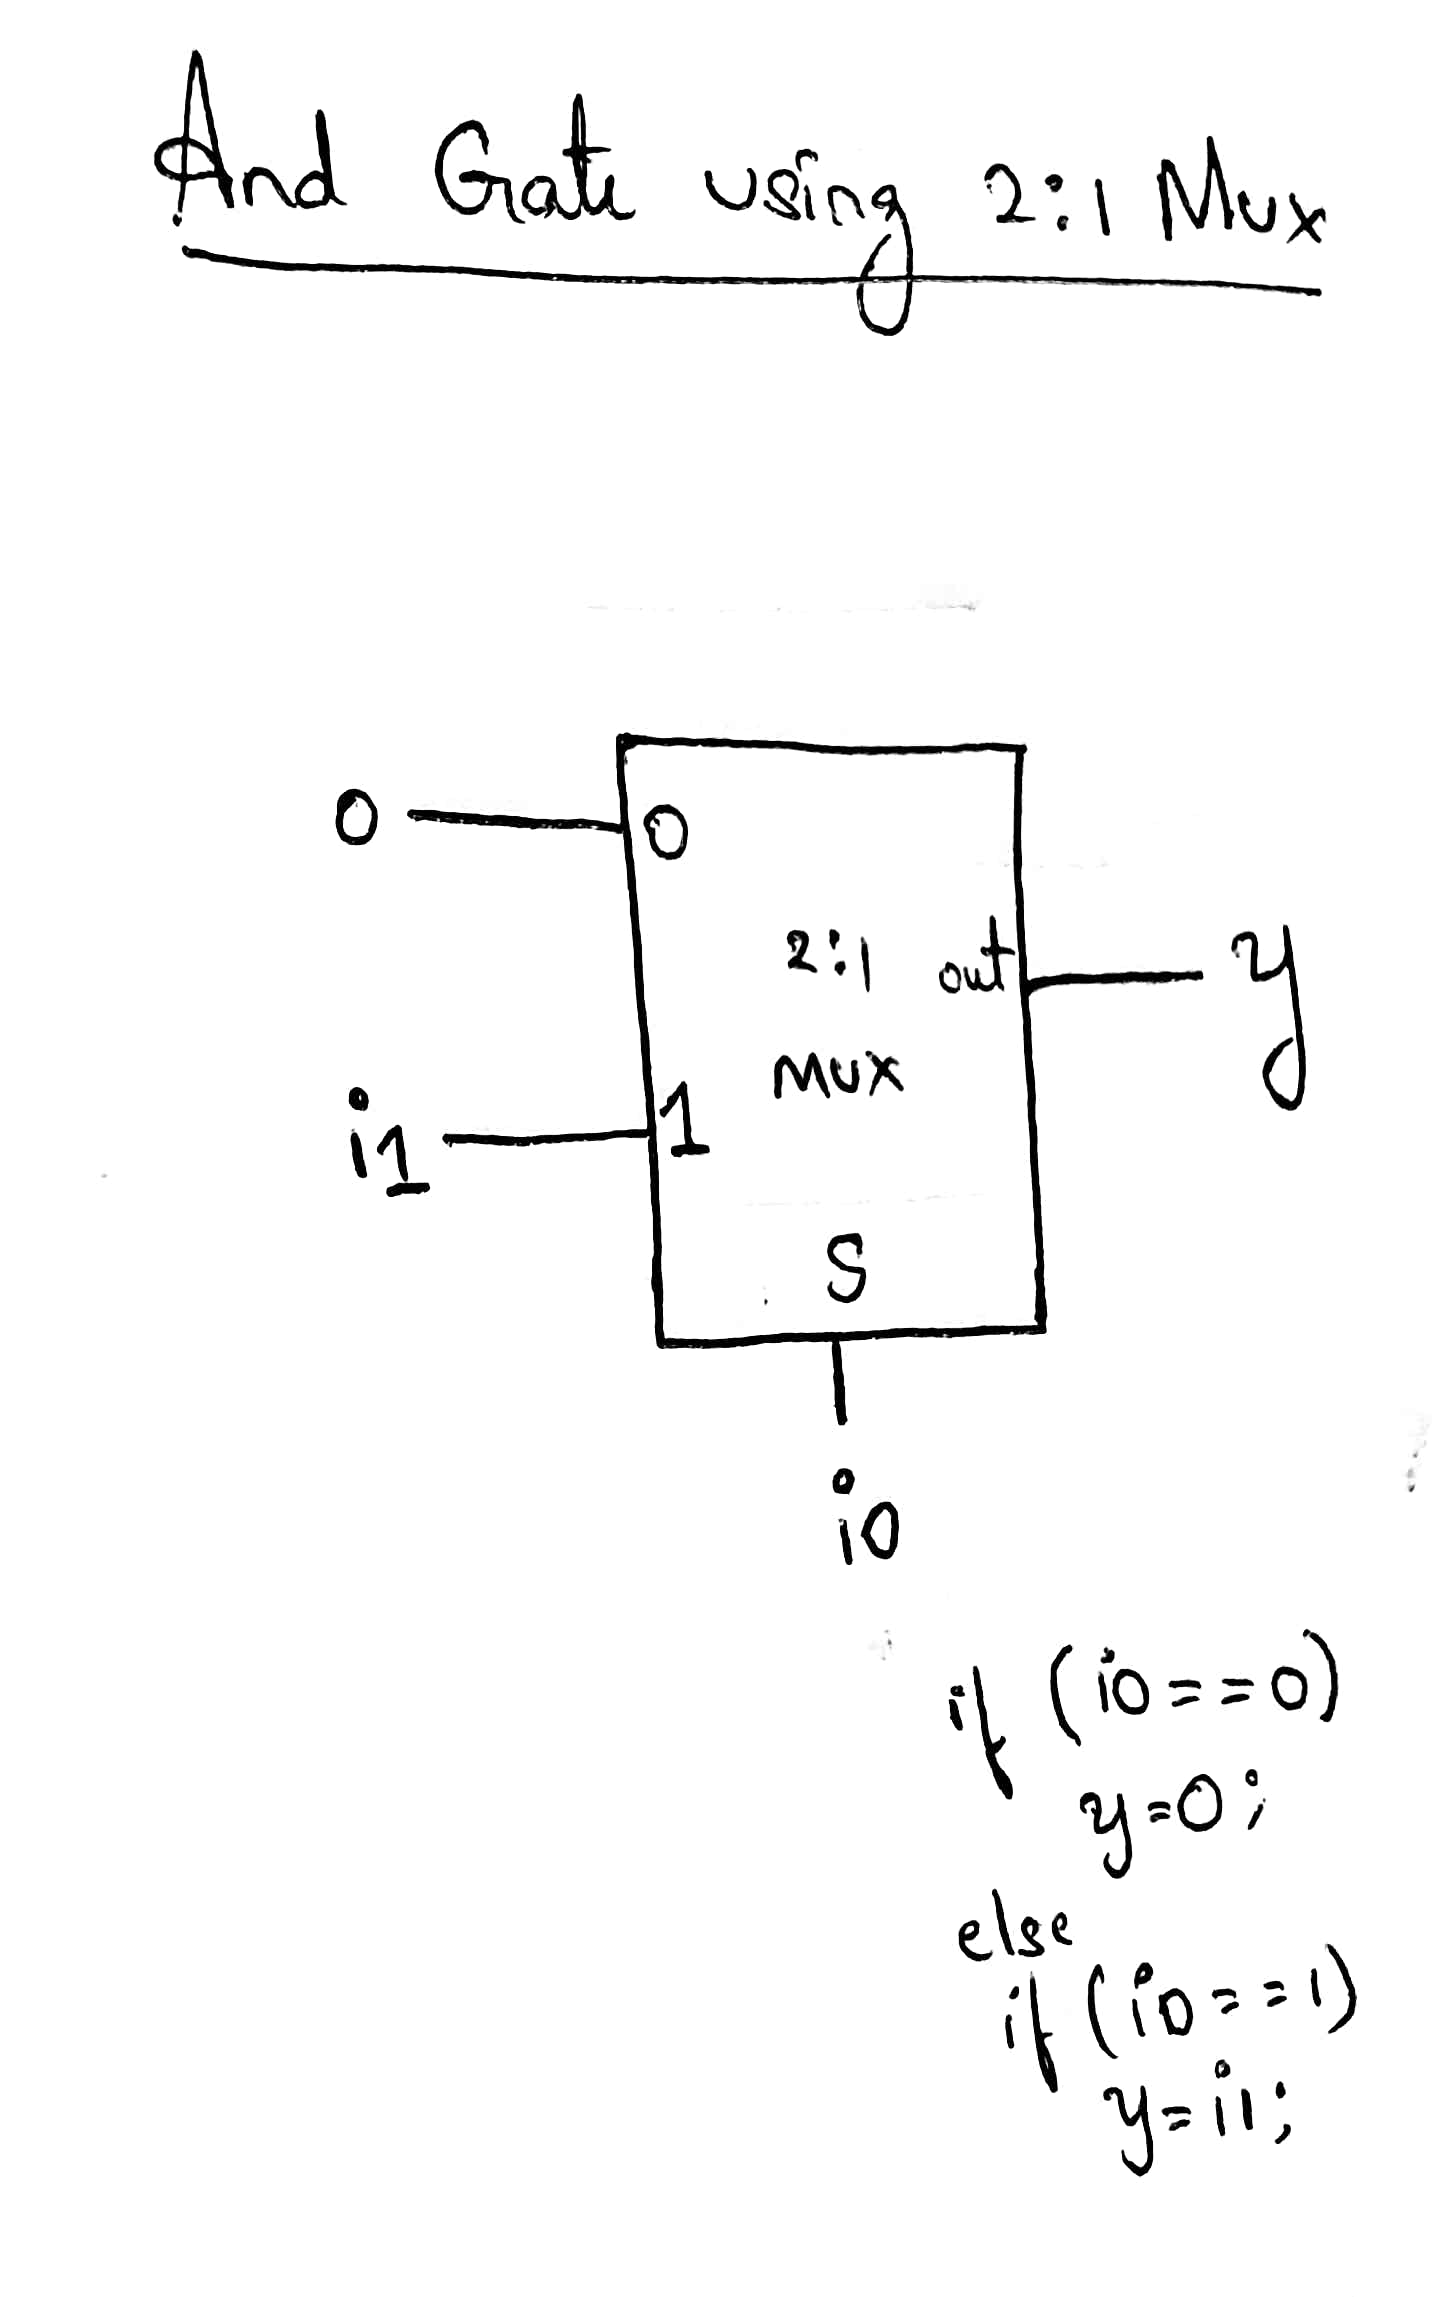 And Gate using 2:1 Mux
0
0
2:1
out
y
MUX
i1
1
S
i0
if (i0==0)
y=0;
else
if (i0==1)
y=i1;